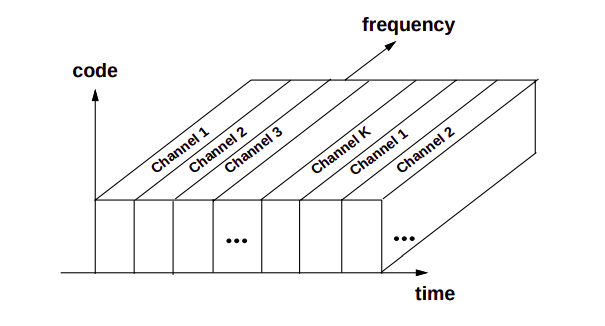 frequency
code
Channel 1
Channel 2
Channel 3
Channel K
Channel 1
Channel 2
...
...
time